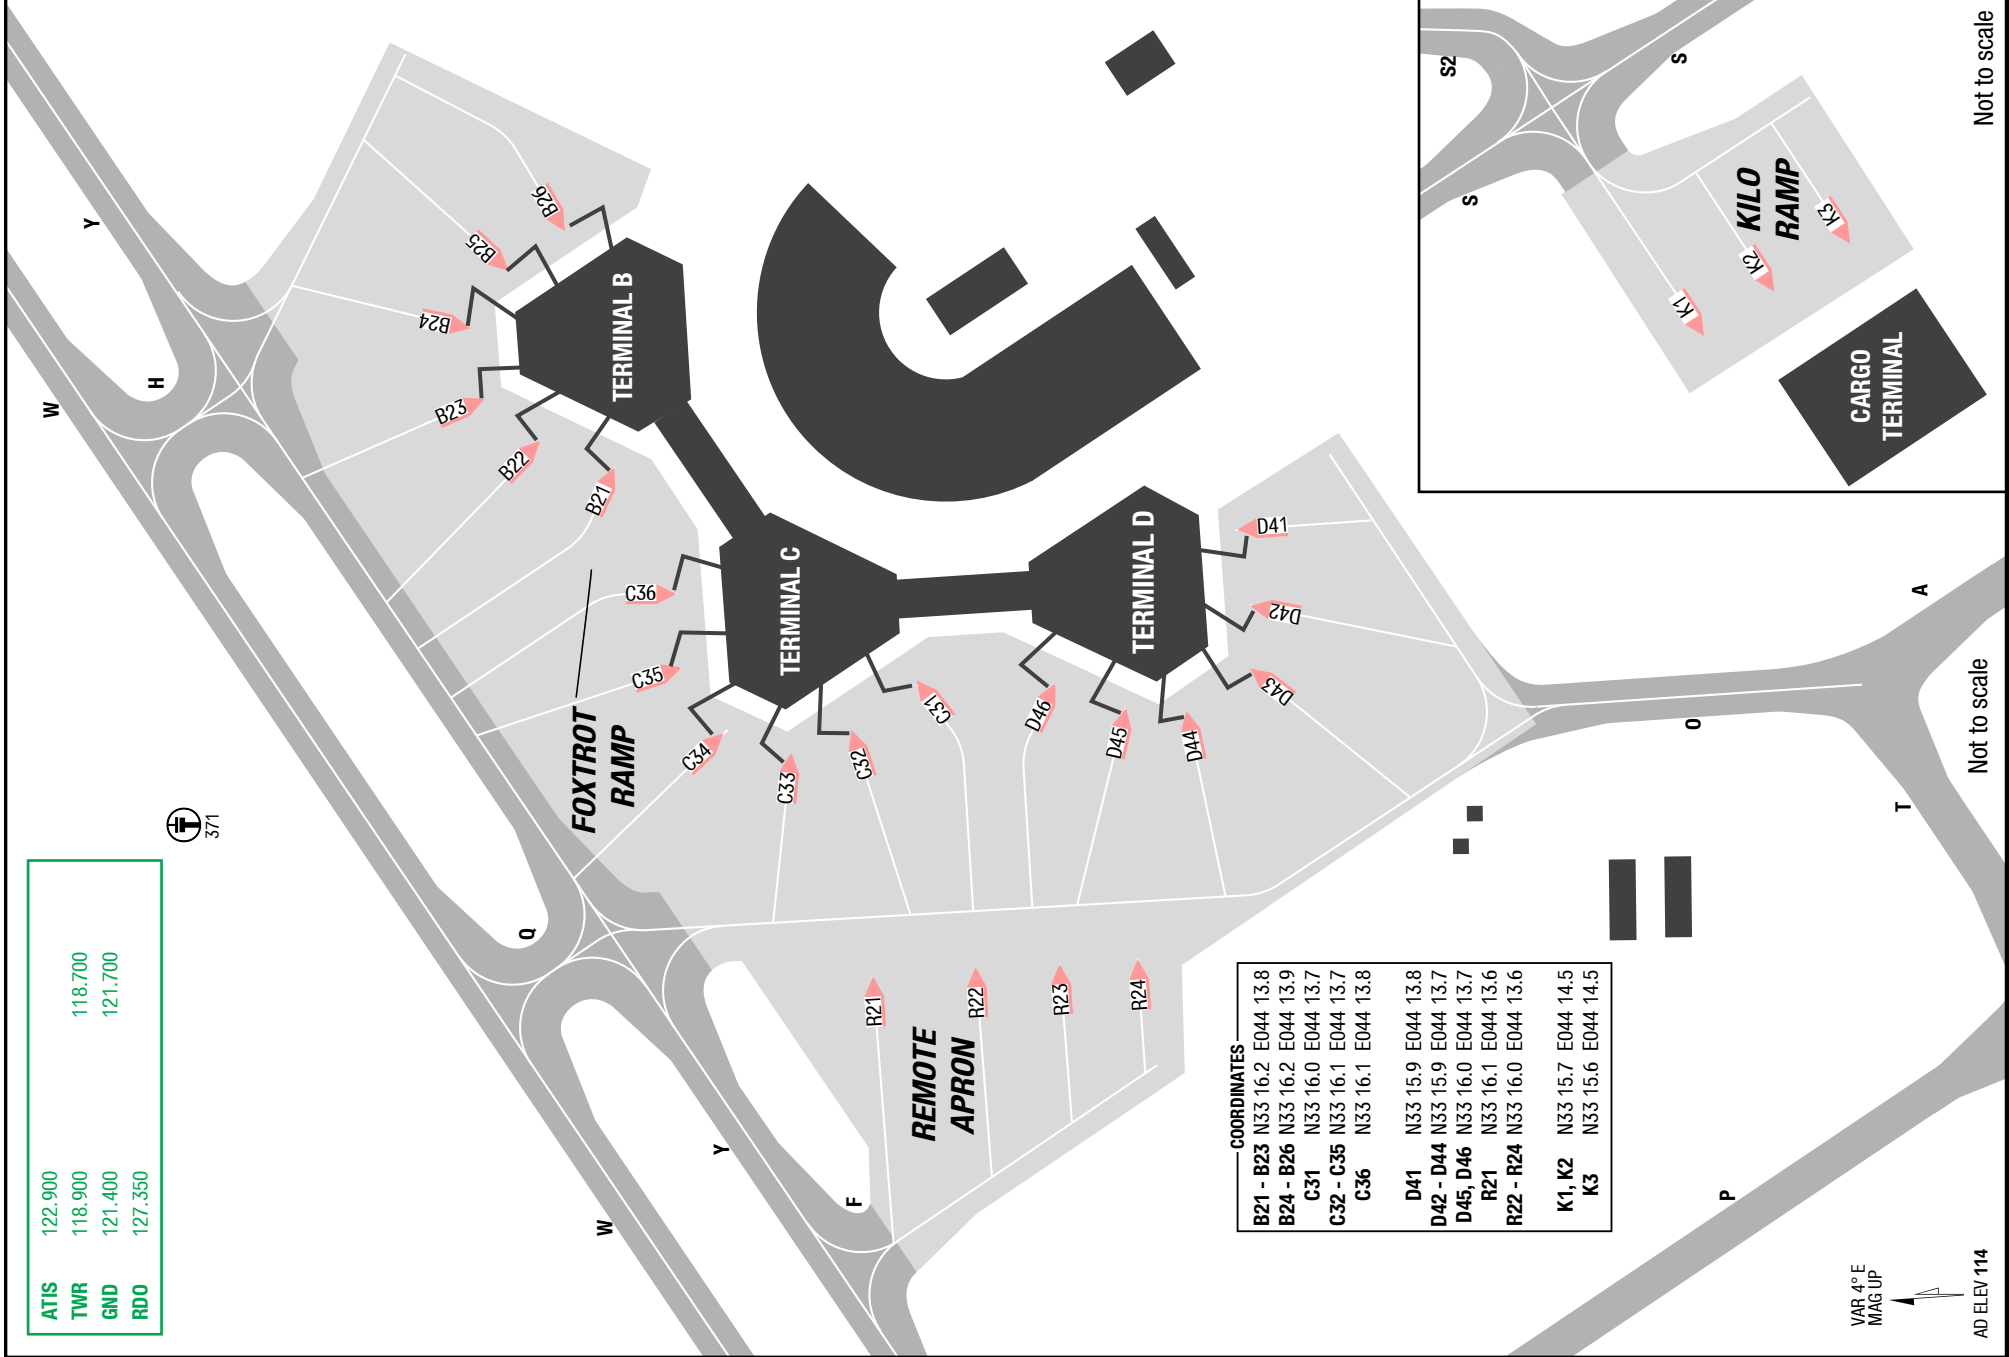 ATIS 122.900
TWR 118.900 118.700
GND 121.400 121.700
RDO 127.350
371
W
Y
H
Q
W
Y
F
B26
B25
B24
B23
B22
B21
TERMINAL B
C36
C35
C34
C33
C32
C31
TERMINAL C
FOXTROT
RAMP
D46
D45
D44
D43
D42
D41
TERMINAL D
R21
R22
R23
R24
REMOTE
APRON
COORDINATES
B21 - B23 N33 16.2 E044 13.8
B24 - B26 N33 16.2 E044 13.9
C31 N33 16.0 E044 13.7
C32 - C35 N33 16.1 E044 13.7
C36 N33 16.1 E044 13.8
D41 N33 15.9 E044 13.8
D42 - D44 N33 15.9 E044 13.7
D45, D46 N33 16.0 E044 13.7
R21 N33 16.1 E044 13.6
R22 - R24 N33 16.0 E044 13.6
K1, K2 N33 15.7 E044 14.5
K3 N33 15.6 E044 14.5
O
A
T
P
Not to scale
S2
S
S
KILO
RAMP
K1
K2
K3
CARGO
TERMINAL
Not to scale
VAR 4° E
MAG UP
AD ELEV 114